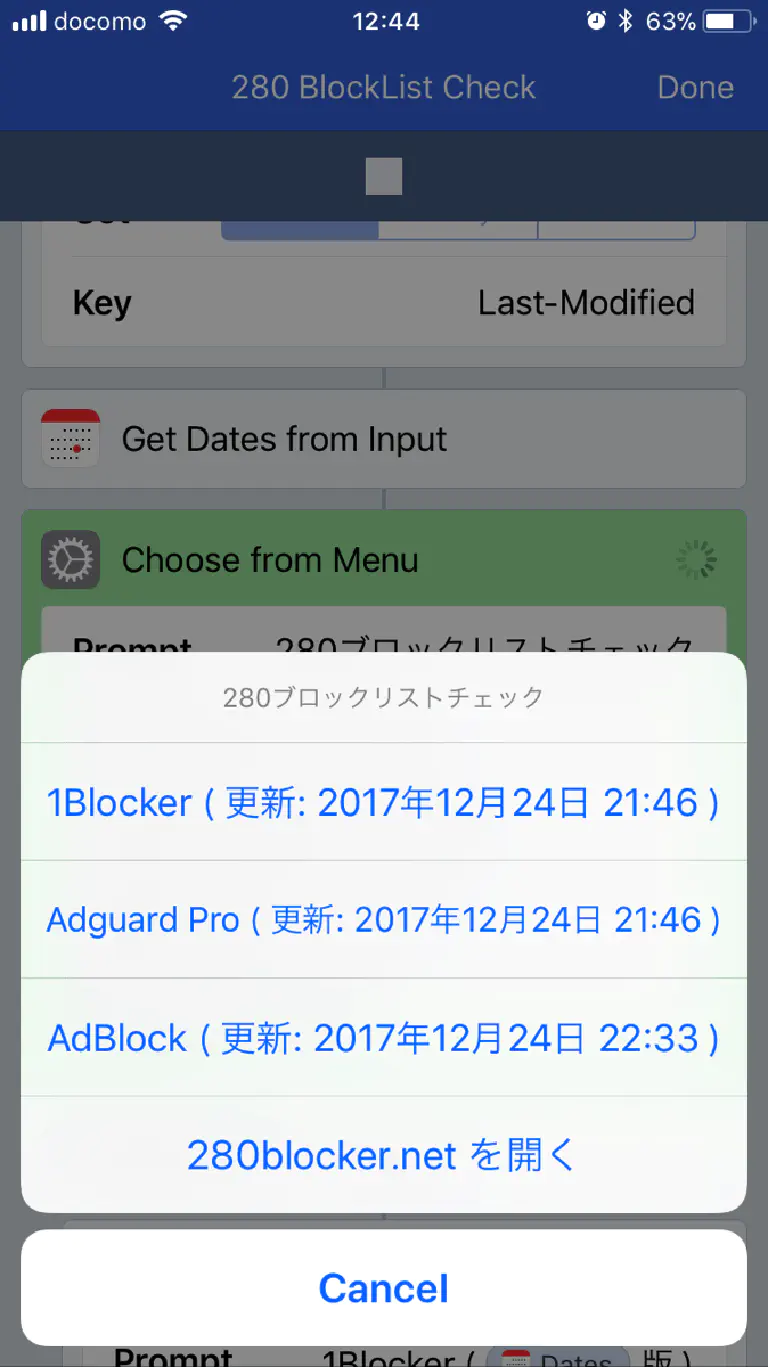 docomo 12:44 63%
280 BlockList Check Done
Key Last-Modified
Get Dates from Input
Choose from Menu
Prompt 280ブロックリストチェック
280ブロックリストチェック
1Blocker ( 更新: 2017年12月24日 21:46 )
Adguard Pro ( 更新: 2017年12月24日 21:46 )
AdBlock ( 更新: 2017年12月24日 22:33 )
280blocker.net を開く
Cancel
Prompt 1Blocker ( Dates 版 )